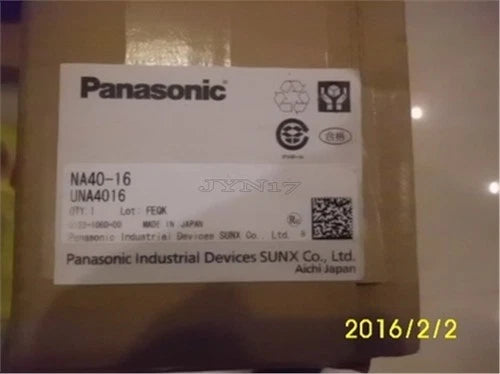 Panasonic
合格
NA40-16
UNA4016
QTY:1 Lot: FEQK
MADE IN JAPAN
Panasonic Industrial Devices SUNX Co., Ltd.
Panasonic Industrial Devices SUNX Co., Ltd.
Aichi Japan
JYN17
2016/2/2